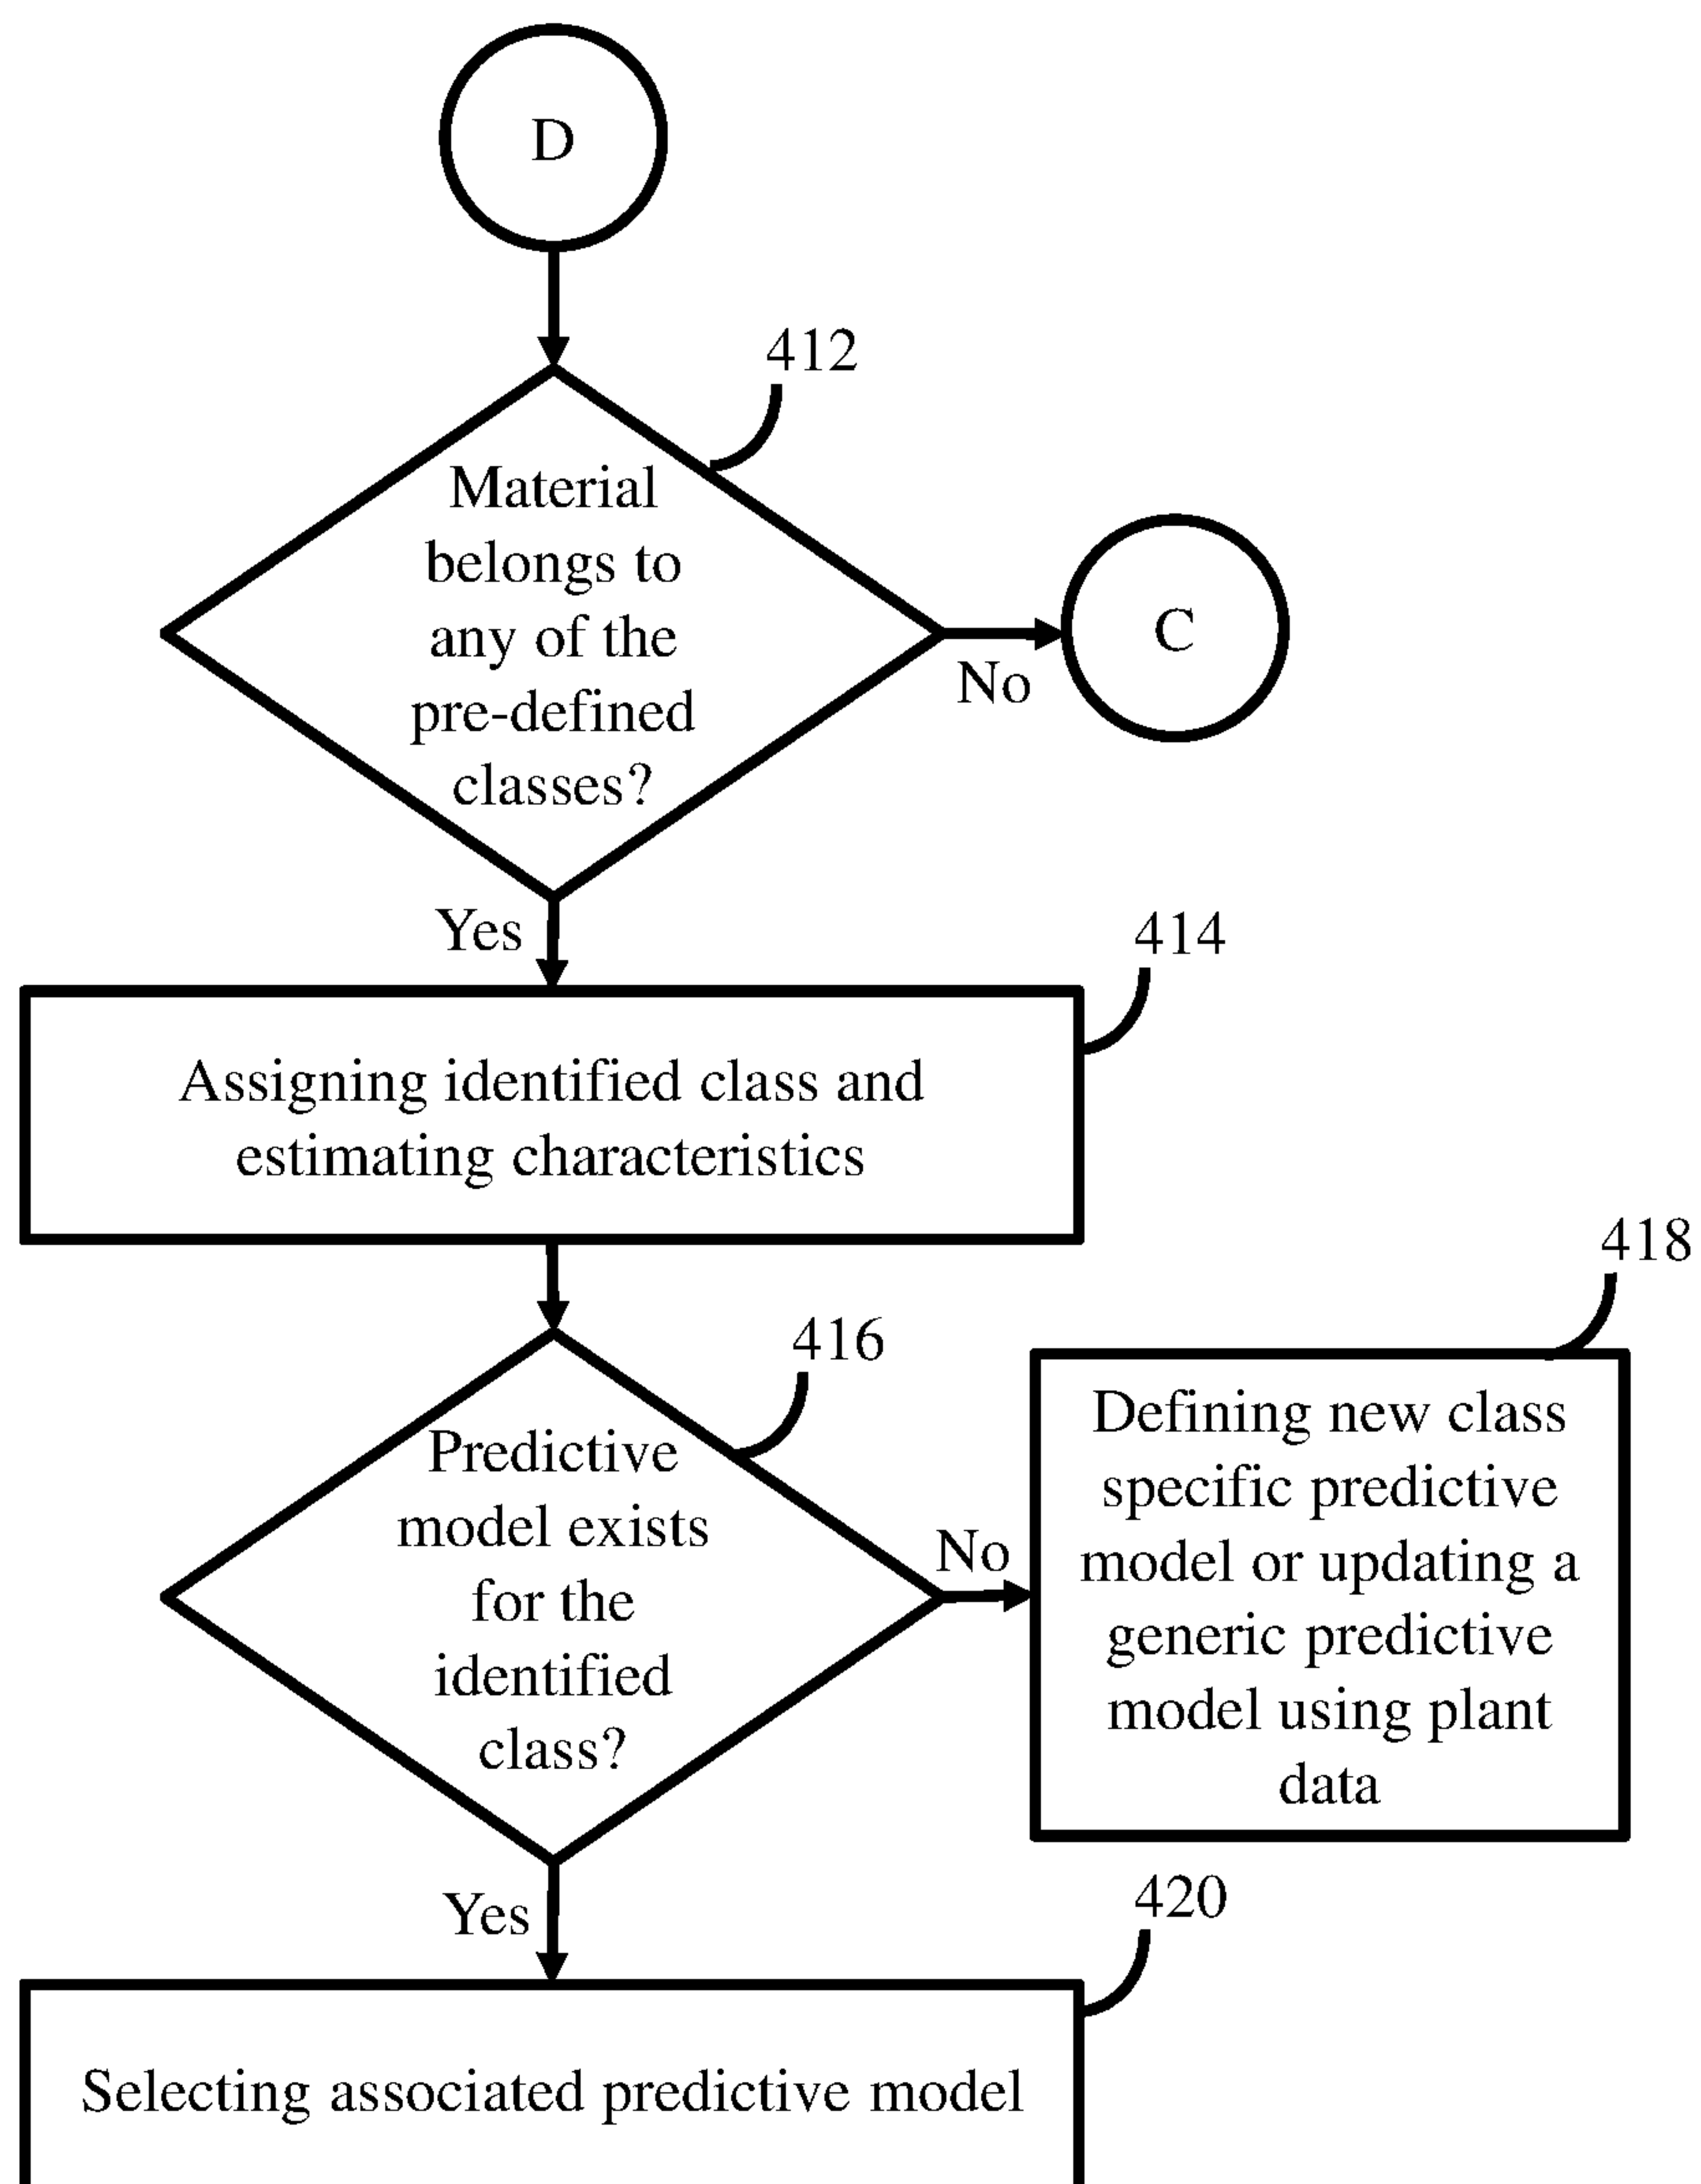 D
412
Material
belongs to
any of the
pre-defined
classes?
C
No
Yes
414
Assigning identified class and
estimating characteristics
416
Predictive
model exists
for the
identified
class?
No
418
Defining new class
specific predictive
model or updating a
generic predictive
model using plant
data
Yes
420
Selecting associated predictive model